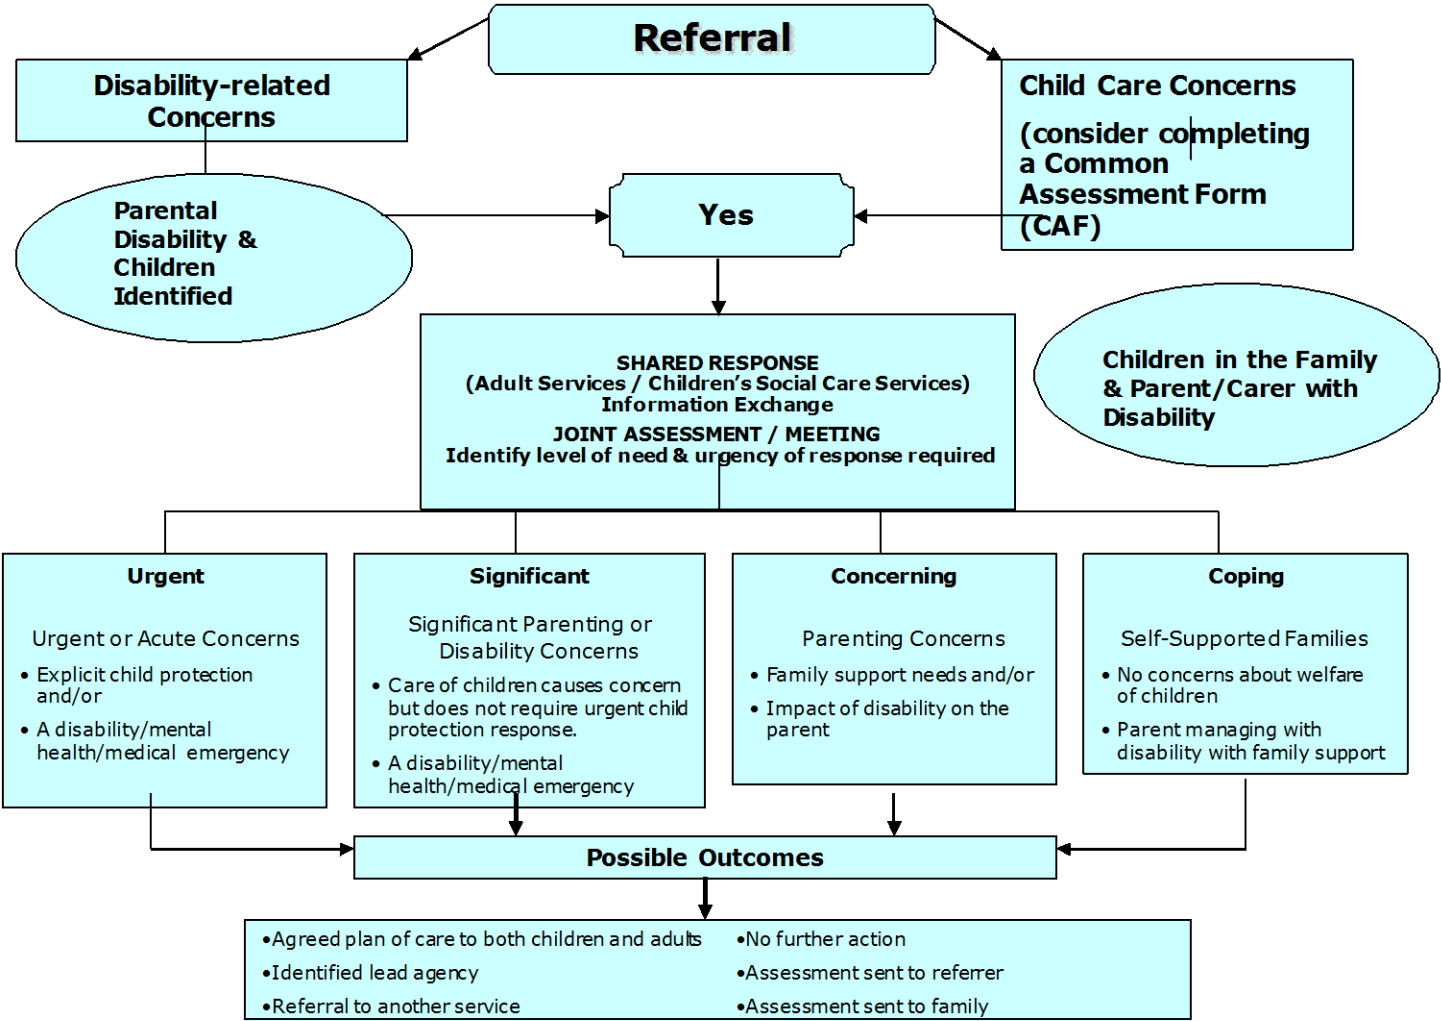 Referral
Disability-related
Concerns
Child Care Concerns
(consider completing
a Common
Assessment Form
(CAF)
Parental
Disability &
Children
Identified
Yes
Children in the Family
& Parent/Carer with
Disability
SHARED RESPONSE
(Adult Services / Children’s Social Care Services)
Information Exchange
JOINT ASSESSMENT / MEETING
Identify level of need & urgency of response required
Urgent
Urgent or Acute Concerns
• Explicit child protection
and/or
• A disability/mental
health/medical emergency
Significant
Significant Parenting or
Disability Concerns
• Care of children causes concern
but does not require urgent child
protection response.
• A disability/mental
health/medical emergency
Concerning
Parenting Concerns
• Family support needs and/or
• Impact of disability on the
parent
Coping
Self-Supported Families
• No concerns about welfare
of children
• Parent managing with
disability with family support
Possible Outcomes
•Agreed plan of care to both children and adults
•Identified lead agency
•Referral to another service
•No further action
•Assessment sent to referrer
•Assessment sent to family